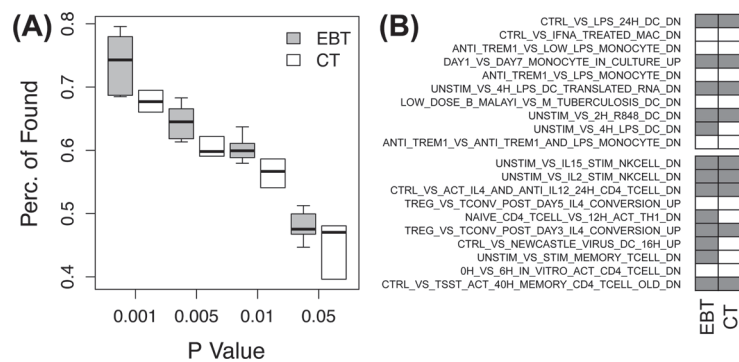 (A)
0.8
0.7
0.6
0.5
0.4
Perc. of Found
EBT
CT
0.001
0.005
0.01
0.05
P Value
(B)
CTRL_VS_LPS_24H_DC_DN
CTRL_VS_IFNA_TREATED_MAC_DN
ANTI_TREM1_VS_LOW_LPS_MONOCYTE_DN
DAY1_VS_DAY7_MONOCYTE_IN_CULTURE_UP
ANTI_TREM1_VS_LPS_MONOCYTE_DN
UNSTIM_VS_4H_LPS_DC_TRANSLATED_RNA_DN
LOW_DOSE_B_MALAYI_VS_M_TUBERCULOSIS_DC_DN
UNSTIM_VS_2H_R848_DC_DN
UNSTIM_VS_4H_LPS_DC_DN
ANTI_TREM1_VS_ANTI_TREM1_AND_LPS_MONOCYTE_DN
UNSTIM_VS_IL15_STIM_NKCELL_DN
UNSTIM_VS_IL2_STIM_NKCELL_DN
CTRL_VS_ACT_IL4_AND_ANTI_IL12_24H_CD4_TCELL_DN
TREG_VS_TCONV_POST_DAY5_IL4_CONVERSION_UP
NAIVE_CD4_TCELL_VS_12H_ACT_TH1_DN
TREG_VS_TCONV_POST_DAY3_IL4_CONVERSION_UP
CTRL_VS_NEWCASTLE_VIRUS_DC_16H_UP
UNSTIM_VS_STIM_MEMORY_TCELL_DN
0H_VS_6H_IN_VITRO_ACT_CD4_TCELL_DN
CTRL_VS_TSST_ACT_40H_MEMORY_CD4_TCELL_OLD_DN
EBT
CT